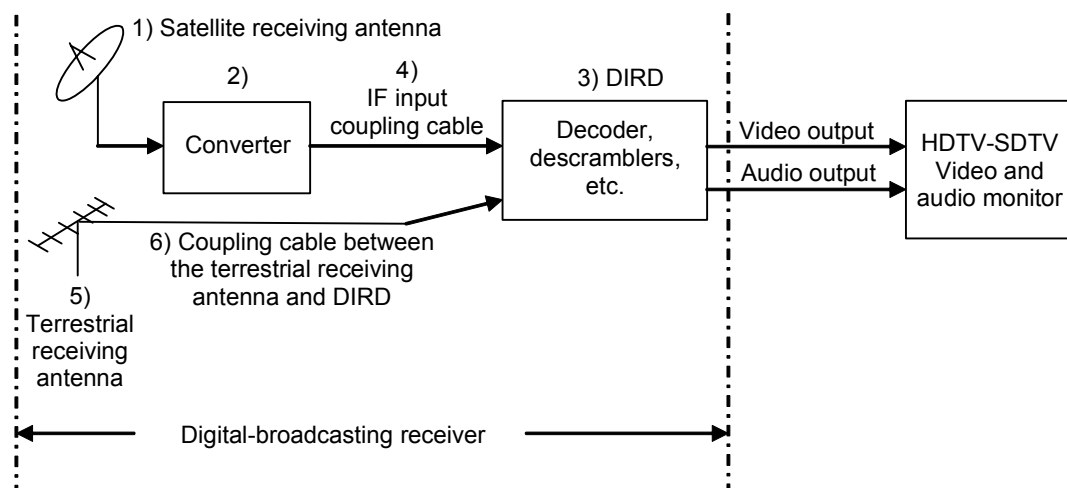 1) Satellite receiving antenna
2)
Converter
4)
IF input
coupling cable
3) DIRD
Decoder,
descramblers,
etc.
Video output
Audio output
HDTV-SDTV
Video and
audio monitor
6) Coupling cable between
the terrestrial receiving
antenna and DIRD
5)
Terrestrial
receiving
antenna
Digital-broadcasting receiver